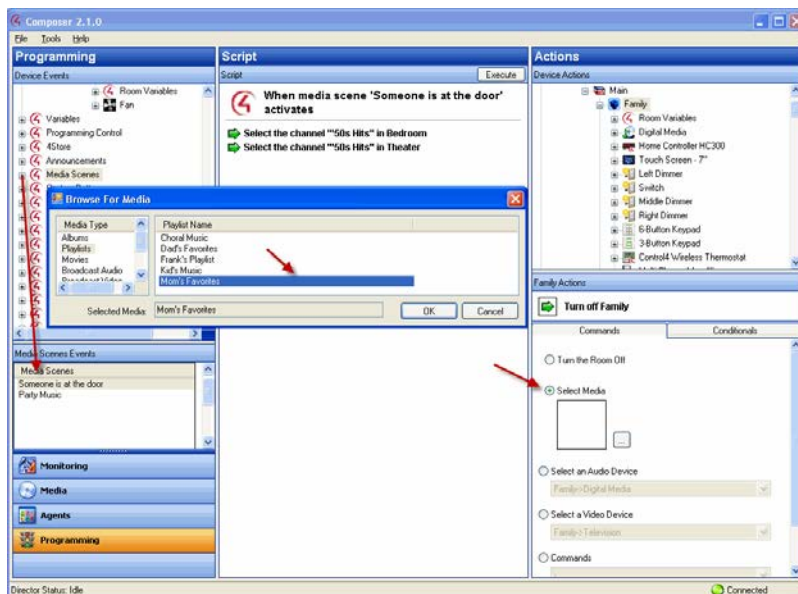 Composer 2.1.0
File Tools Help
Programming
Device Events
Room Variables
Fan
Variables
Programming Control
4Store
Announcements
Media Scenes
Media Scenes Events
Media Scenes
Someone is at the door
Party Music
Monitoring
Media
Agents
Programming
Director Status: Idle
Script
Script Execute
When media scene 'Someone is at the door'
activates
Select the channel "'50s Hits" in Bedroom
Select the channel "'50s Hits" in Theater
Browse For Media
Media Type
Albums
Playlists
Movies
Broadcast Audio
Playlist Name
Choral Music
Dad's Favorites
Frank's Playlist
Kid's Music
Mom's Favorites
Selected Media: Mom's Favorites OK Cancel
Actions
Device Actions
Main
Family
Room Variables
Digital Media
Home Controller HC300
Touch Screen - 7"
Left Dimmer
Switch
Middle Dimmer
Right Dimmer
6-Button Keypad
3-Button Keypad
Control4 Wireless Thermostat
Family Actions
Turn off Family
Commands Conditionals
Turn the Room Off
Select Media
...
Select an Audio Device
Family->Digital Media
Select a Video Device
Family->Television
Commands
Connected